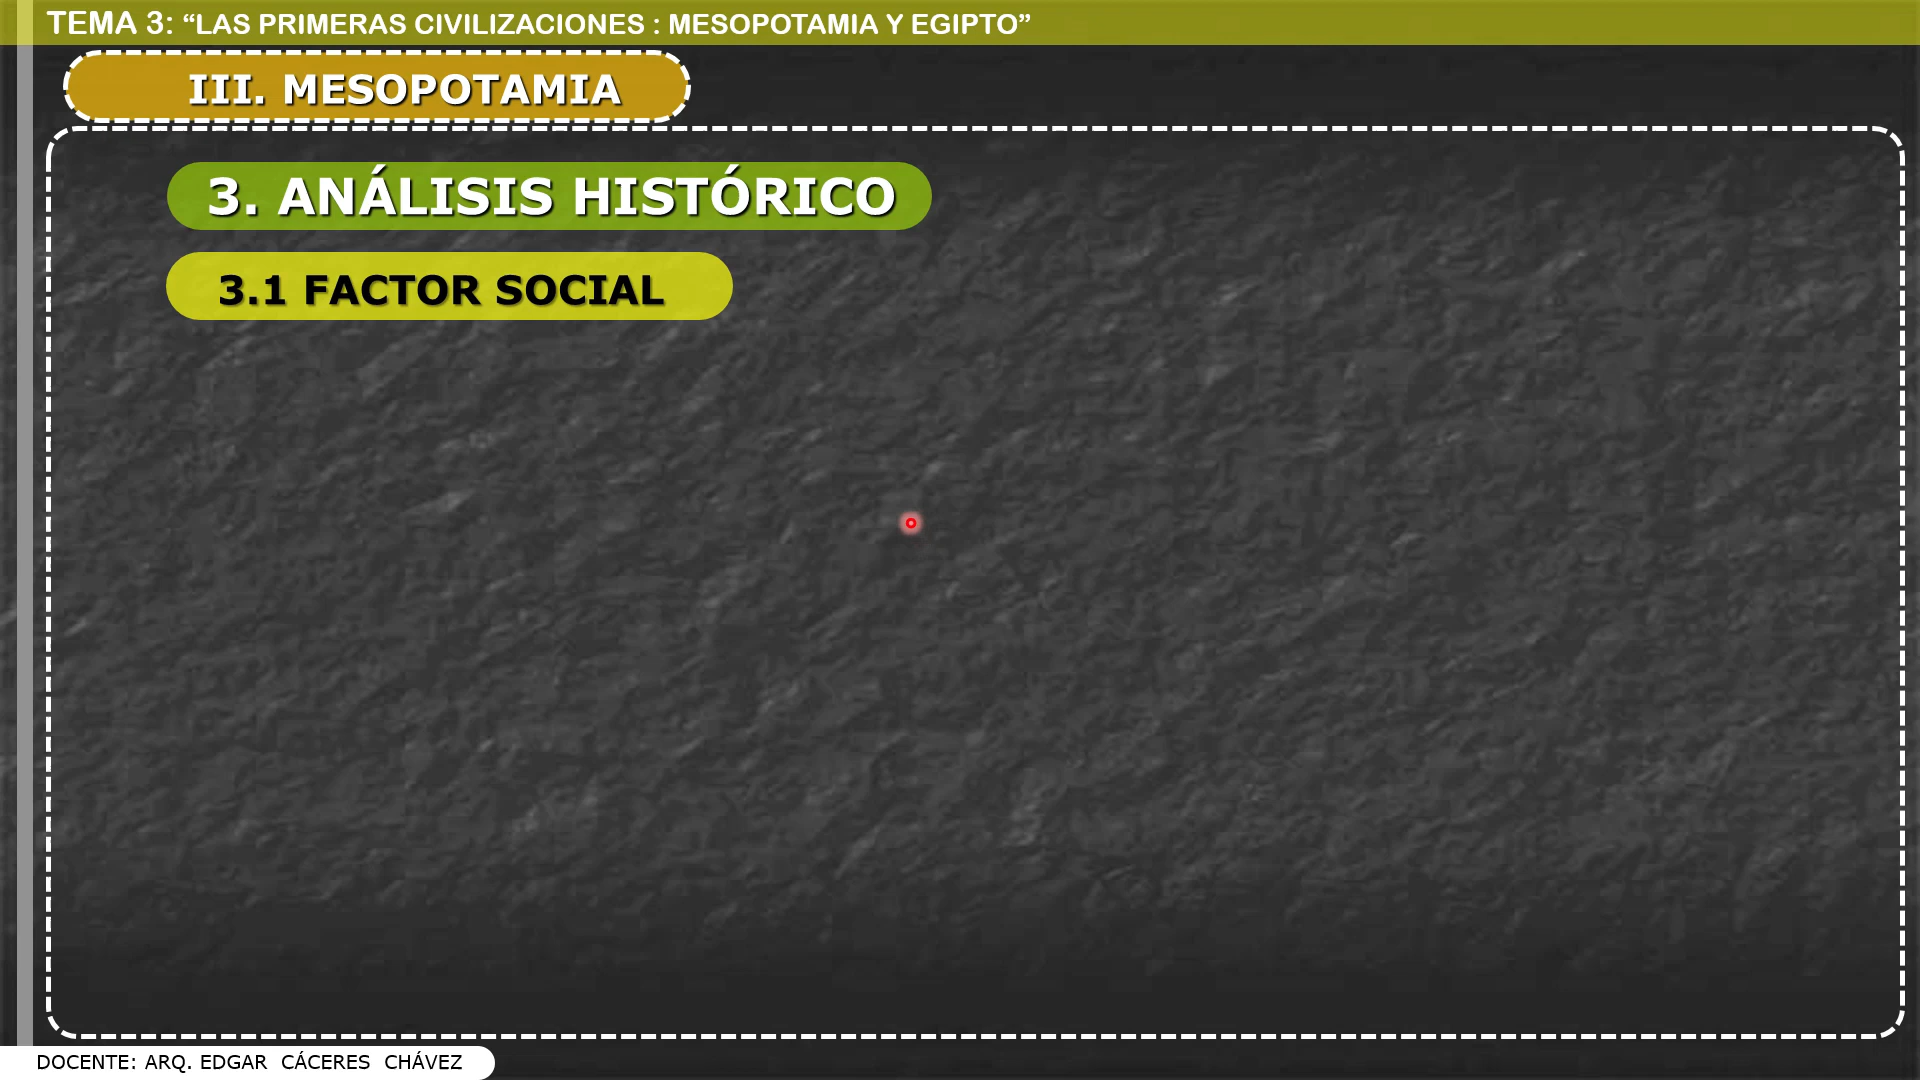 TEMA 3: “LAS PRIMERAS CIVILIZACIONES : MESOPOTAMIA Y EGIPTO”
III. MESOPOTAMIA
3. ANÁLISIS HISTÓRICO
3.1 FACTOR SOCIAL
DOCENTE: ARQ. EDGAR CÁCERES CHÁVEZ